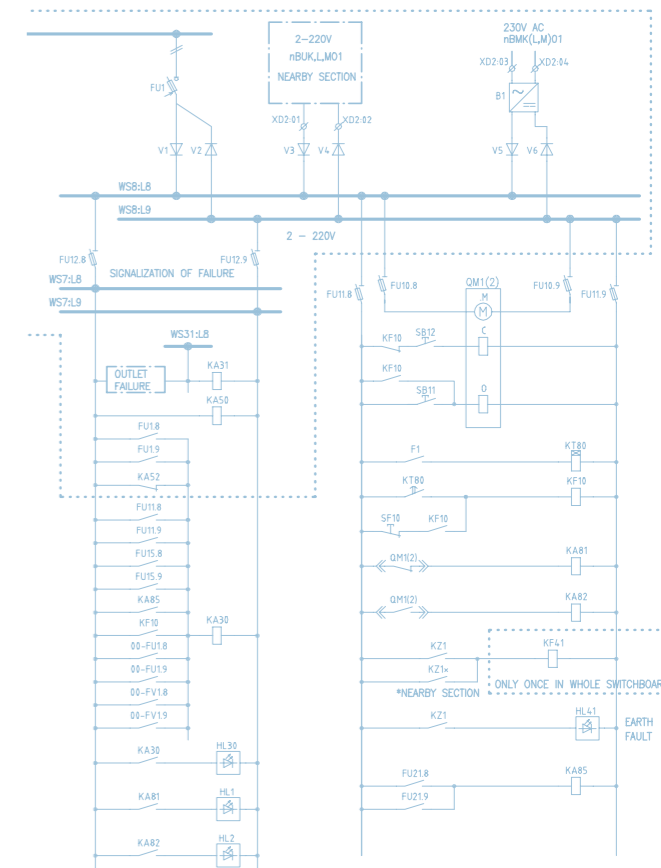 230V AC
2-220V
nBMK(L,M)01
nBUK,L,M01
XD2:03
XD2:04
NEARBY SECTION
FU1
B1
XD2:01
XD2:02
V1
V2
V3
V4
V5
V6
WS8:L8
WS8:L9
2 - 220V
FU12.8
FU12.9
SIGNALIZATION OF FAILURE
WS7:L8
WS7:L9
FU11.8
FU10.8
QM1(2)
.M
M
FU10.9
FU11.9
WS31:L8
KF10
SB12
C
OUTLET
FAILURE
KA31
KF10
SB11
O
KA50
FU1.8
FU1.9
F1
KT80
KA52
KT80
KF10
FU11.8
SF10
KF10
FU11.9
FU15.8
QM1(2)
KA81
FU15.9
KA85
QM1(2)
KA82
KF10
KA30
00-FU1.8
KZ1
KF41
00-FU1.9
KZ1*
*NEARBY SECTION
ONLY ONCE IN WHOLE SWITCHBOAR
00-FV1.8
00-FV1.9
KZ1
HL41
EARTH
FAULT
KA30
HL30
FU21.8
KA85
KA81
HL1
FU21.9
KA82
HL2